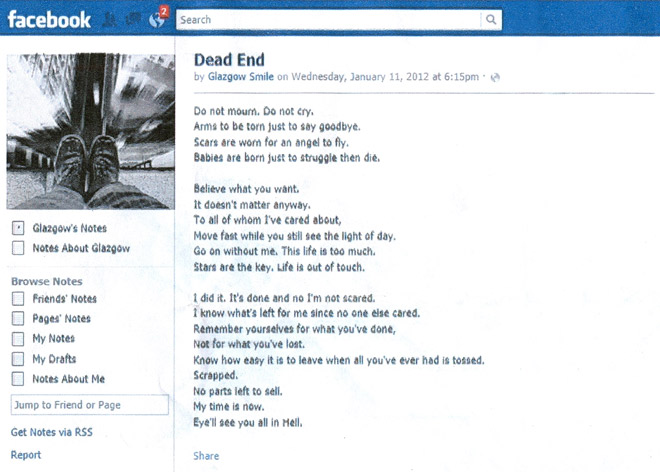 facebook
2
Search
Dead End
by Glazgow Smile on Wednesday, January 11, 2012 at 6:15pm ·
Do not mourn. Do not cry.
Arms to be torn just to say goodbye.
Scars are worn for an angel to fly.
Babies are born just to struggle then die.
Believe what you want.
It doesn't matter anyway.
To all of whom I've cared about,
Move fast while you still see the light of day.
Go on without me. This life is too much.
Stars are the key. Life is out of touch.
I did it. It's done and no I'm not scared.
I know what's left for me since no one else cared.
Remember yourselves for what you've done,
Not for what you've lost.
Know how easy it is to leave when all you've ever had is tossed.
Scrapped.
No parts left to sell.
My time is now.
Eye'll see you all in Hell.
Share
Glazgow's Notes
Notes About Glazgow
Browse Notes
Friends' Notes
Pages' Notes
My Notes
My Drafts
Notes About Me
Jump to Friend or Page
Get Notes via RSS
Report